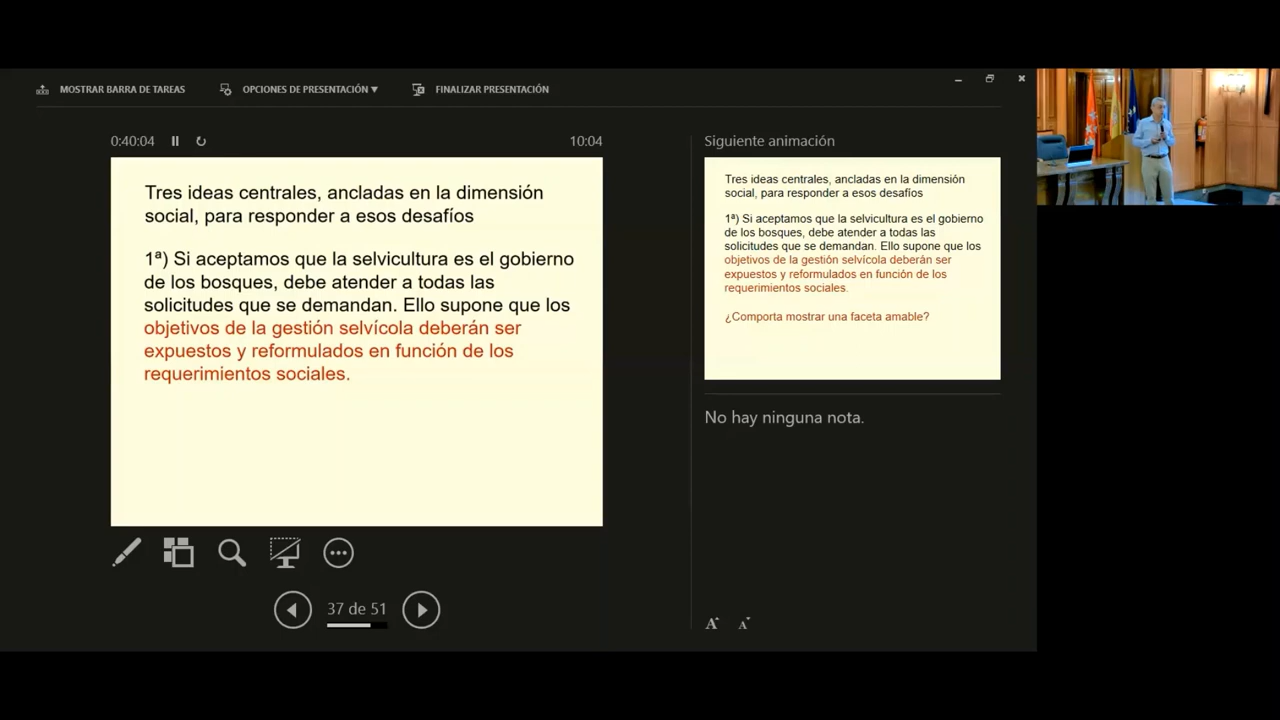 MOSTRAR BARRA DE TAREAS
OPCIONES DE PRESENTACIÓN
FINALIZAR PRESENTACIÓN
0:40:04
10:04
Tres ideas centrales, ancladas en la dimensión
social, para responder a esos desafíos
1ª) Si aceptamos que la selvicultura es el gobierno
de los bosques, debe atender a todas las
solicitudes que se demandan. Ello supone que los
objetivos de la gestión selvícola deberán ser
expuestos y reformulados en función de los
requerimientos sociales.
37 de 51
Siguiente animación
Tres ideas centrales, ancladas en la dimensión
social, para responder a esos desafíos
1ª) Si aceptamos que la selvicultura es el gobierno
de los bosques, debe atender a todas las
solicitudes que se demandan. Ello supone que los
objetivos de la gestión selvícola deberán ser
expuestos y reformulados en función de los
requerimientos sociales.
¿Comporta mostrar una faceta amable?
No hay ninguna nota.
A A